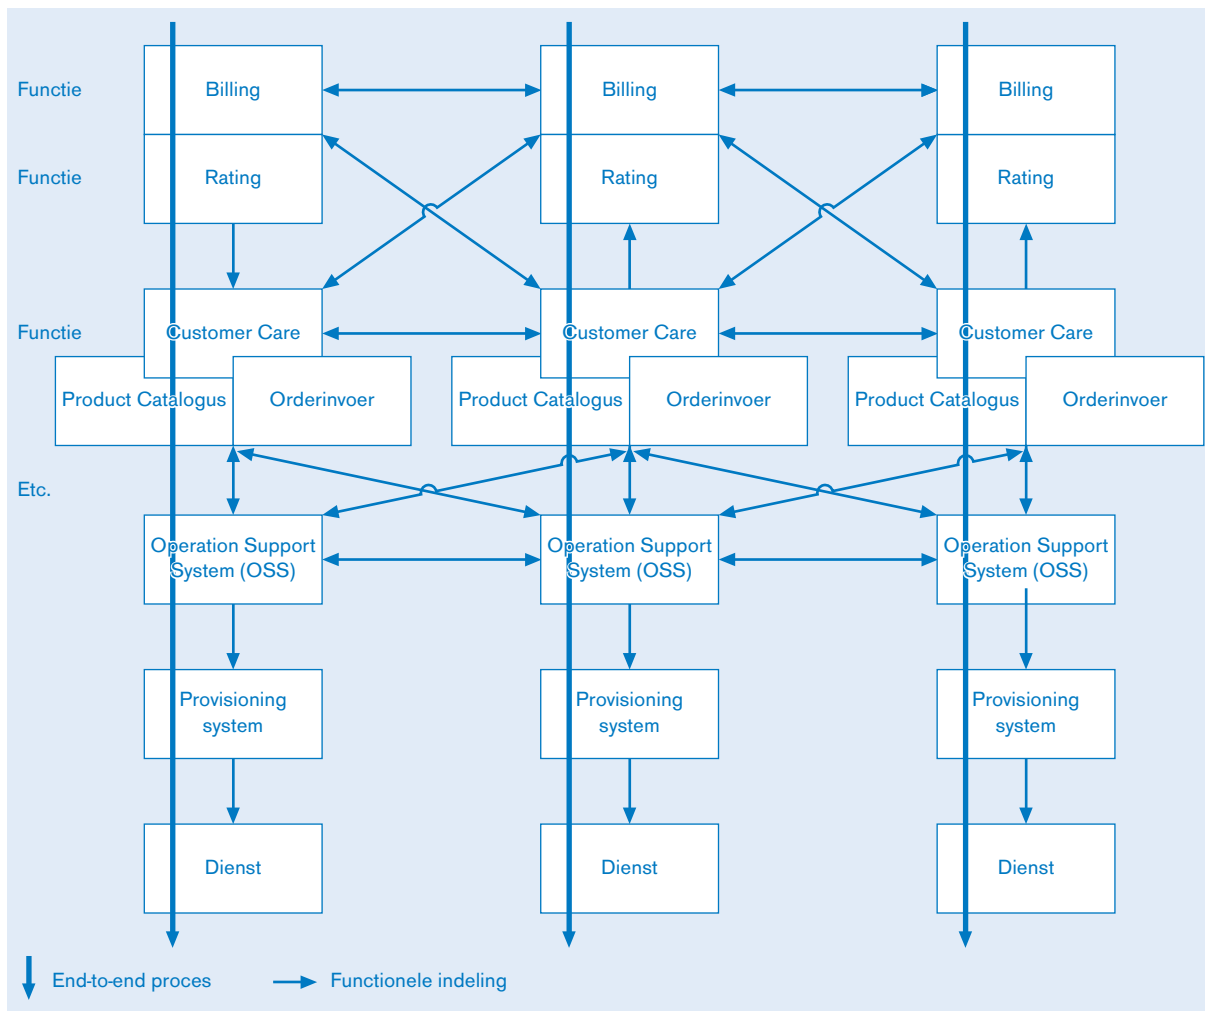 Functie
Billing
Billing
Billing
Functie
Rating
Rating
Rating
Functie
Customer Care
Customer Care
Customer Care
Product Catalogus
Orderinvoer
Product Catalogus
Orderinvoer
Product Catalogus
Orderinvoer
Etc.
Operation Support
System (OSS)
Operation Support
System (OSS)
Operation Support
System (OSS)
Provisioning
system
Provisioning
system
Provisioning
system
Dienst
Dienst
Dienst
End-to-end proces
Functionele indeling